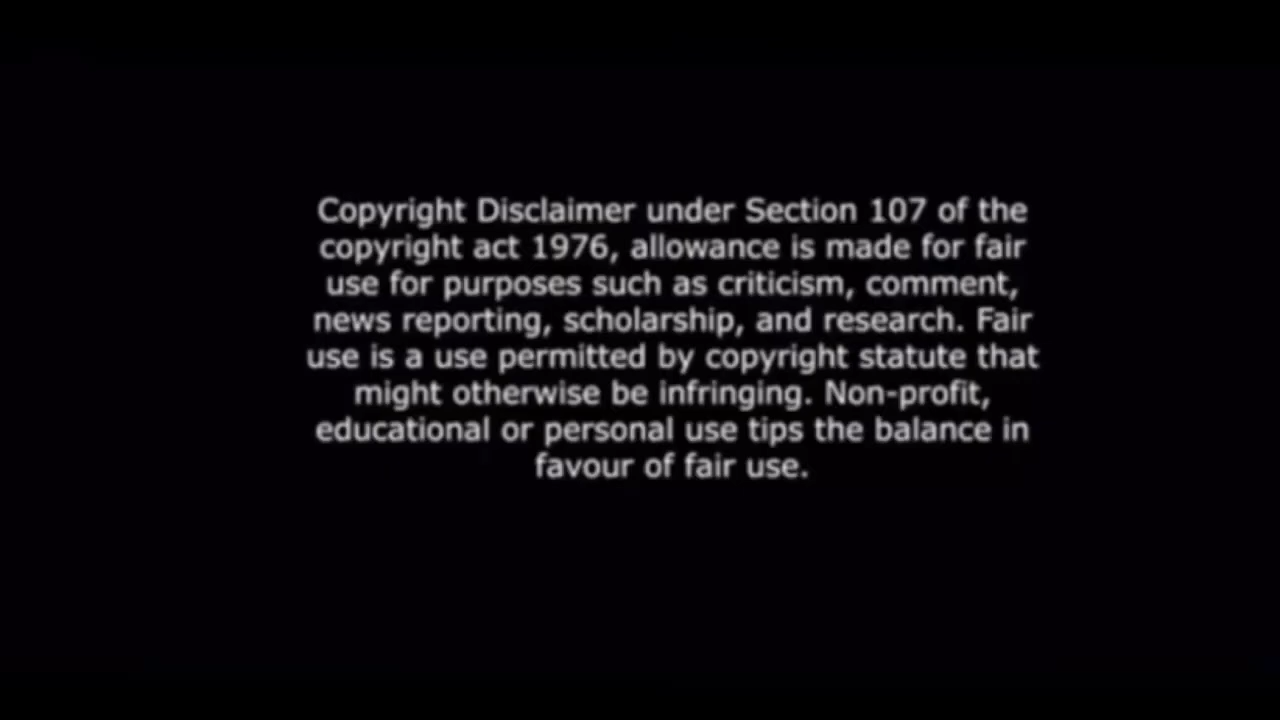 Copyright Disclaimer under Section 107 of the
copyright act 1976, allowance is made for fair
use for purposes such as criticism, comment,
news reporting, scholarship, and research. Fair
use is a use permitted by copyright statute that
might otherwise be infringing. Non-profit,
educational or personal use tips the balance in
favour of fair use.